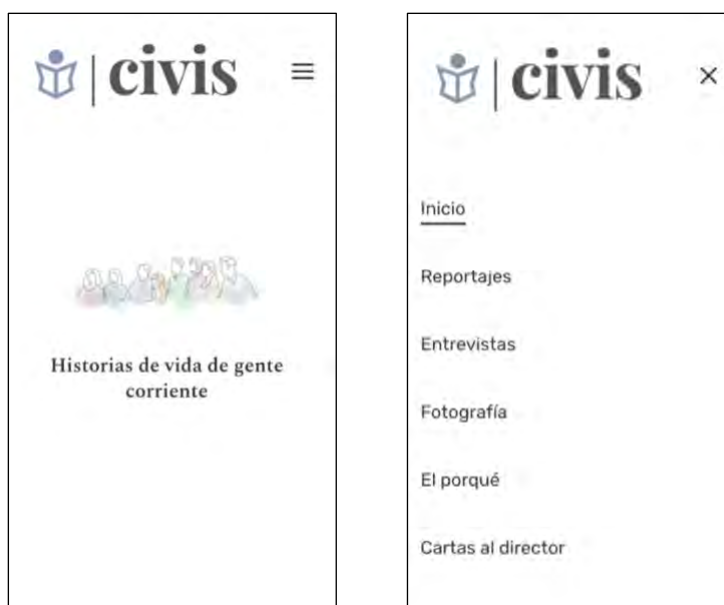 civis
Historias de vida de gente
corriente
civis
Inicio
Reportajes
Entrevistas
Fotografía
El porqué
Cartas al director